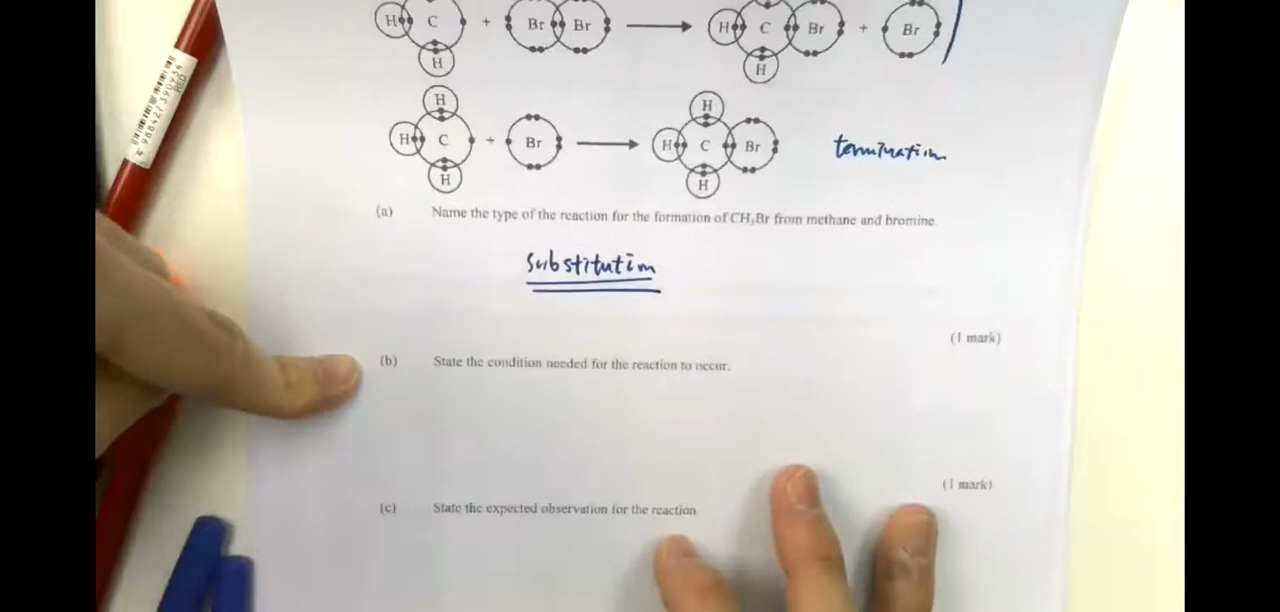 H C + Br Br H C Br + Br
H H
H H
H C + Br H C Br termination
H H
(a) Name the type of the reaction for the formation of CH₃Br from methane and bromine.
substitution
(1 mark)
(b) State the condition needed for the reaction to occur.
(1 mark)
(c) State the expected observation for the reaction
RED